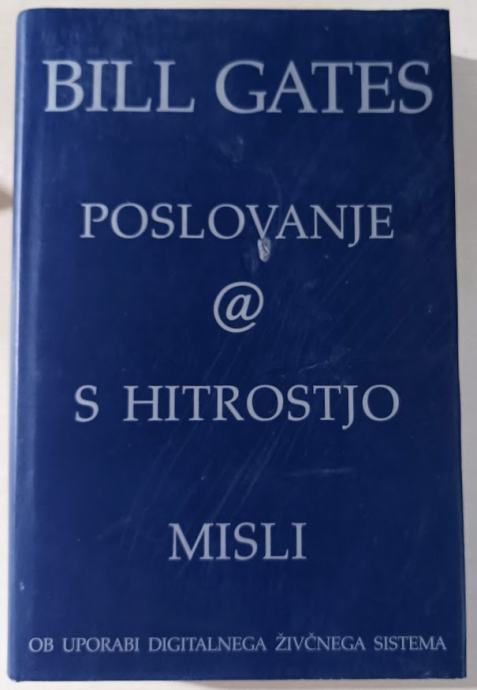 BILL GATES
POSLOVANJE
@
S HITROSTJO
MISLI
OB UPORABI DIGITALNEGA ŽIVČNEGA SISTEMA